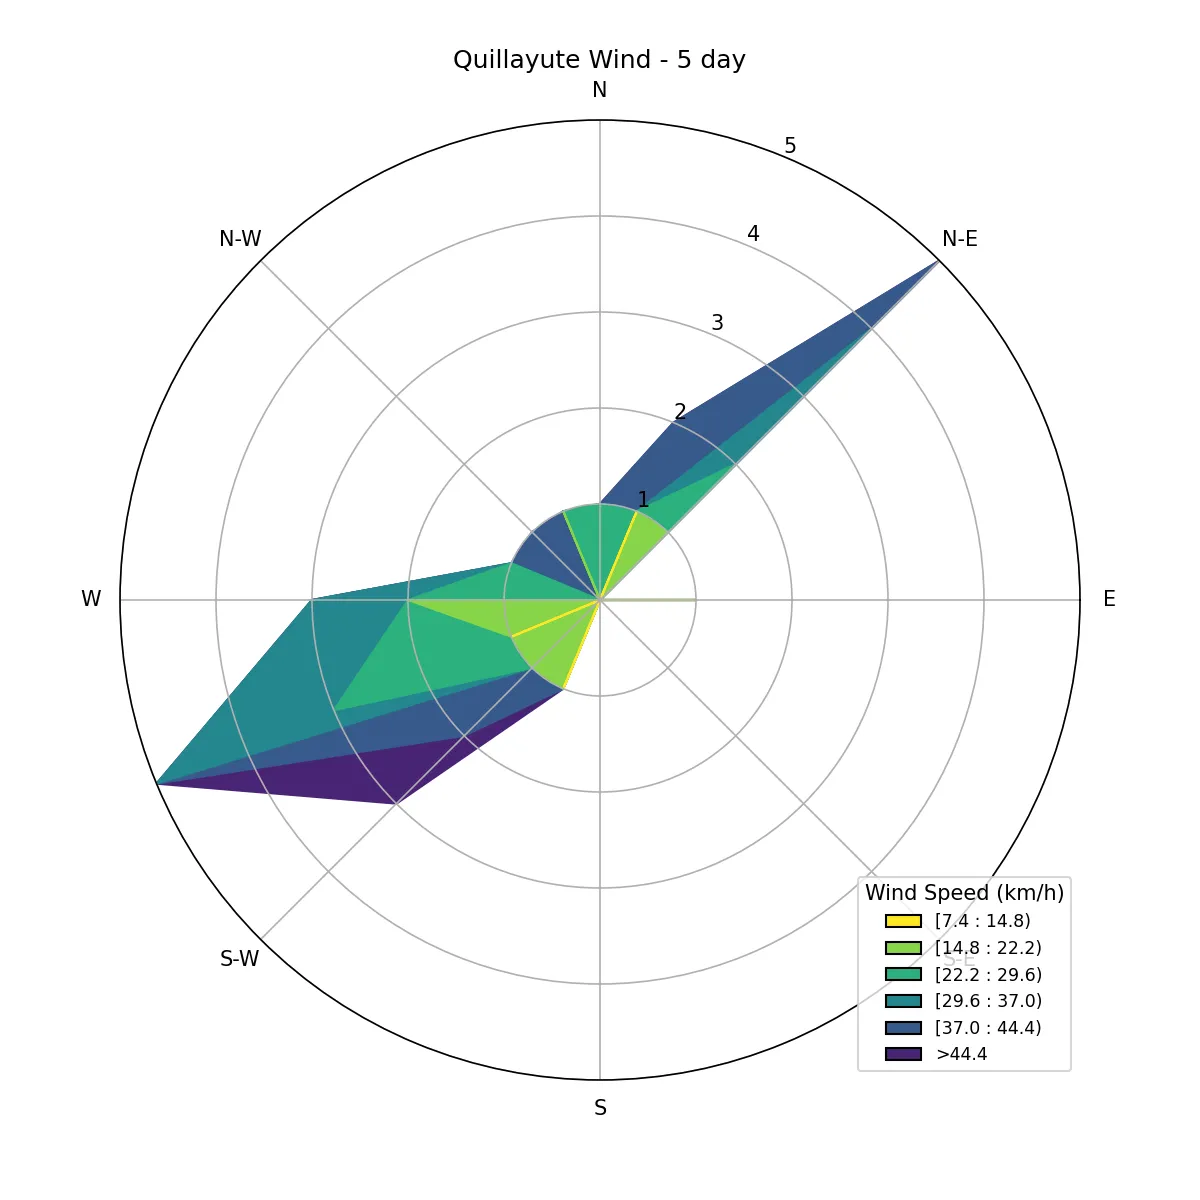 Quillayute Wind - 5 day
N
5
N-W
4
N-E
3
2
1
W
E
S-W
S-E
S
Wind Speed (km/h)
[7.4 : 14.8)
[14.8 : 22.2)
[22.2 : 29.6)
[29.6 : 37.0)
[37.0 : 44.4)
>44.4